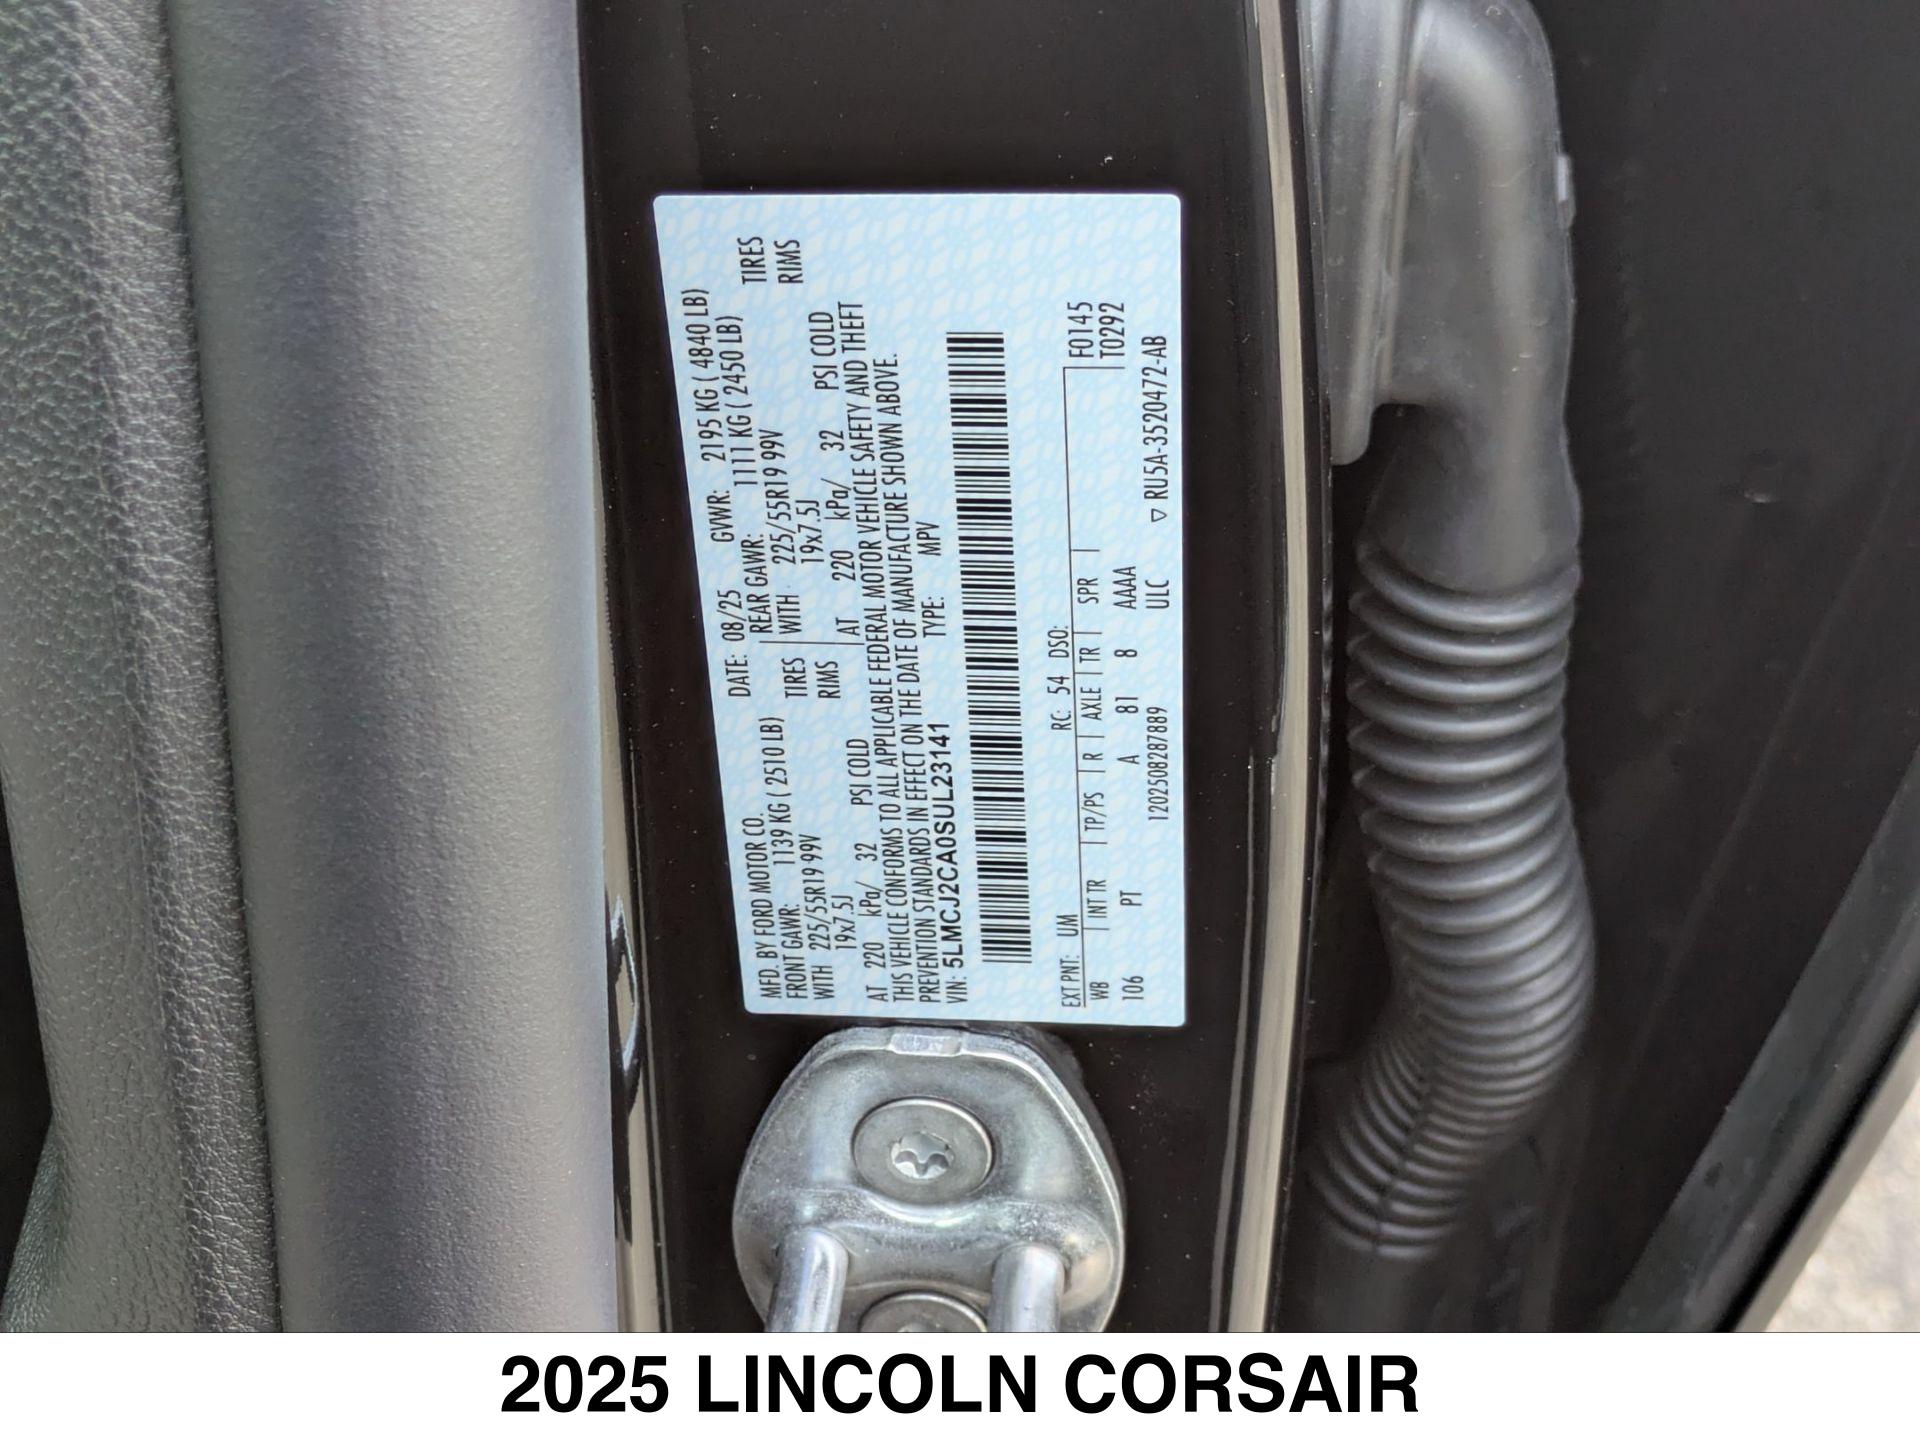 MFD. BY FORD MOTOR CO. DATE: 08/25 GVWR: 2195 KG ( 4840 LB)
FRONT GAWR: 1139 KG ( 2510 LB) REAR GAWR: 1111 KG ( 2450 LB)
WITH 225/55R19 99V TIRES WITH 225/55R19 99V TIRES
19x7.5J RIMS 19x7.5J RIMS
AT 220 kPa/ 32 PSI COLD AT 220 kPa/ 32 PSI COLD
THIS VEHICLE CONFORMS TO ALL APPLICABLE FEDERAL MOTOR VEHICLE SAFETY AND THEFT
PREVENTION STANDARDS IN EFFECT ON THE DATE OF MANUFACTURE SHOWN ABOVE.
VIN: 5LMCJ2CA0SUL23141 TYPE: MPV
EXT PNT: UM RC: 54 DSO: F0145
WB INT TR TP/PS R AXLE TR SPR T0292
106 PT A 81 8 AAAA
1202508287889 ULC ▽ RU5A-3520472-AB
2025 LINCOLN CORSAIR